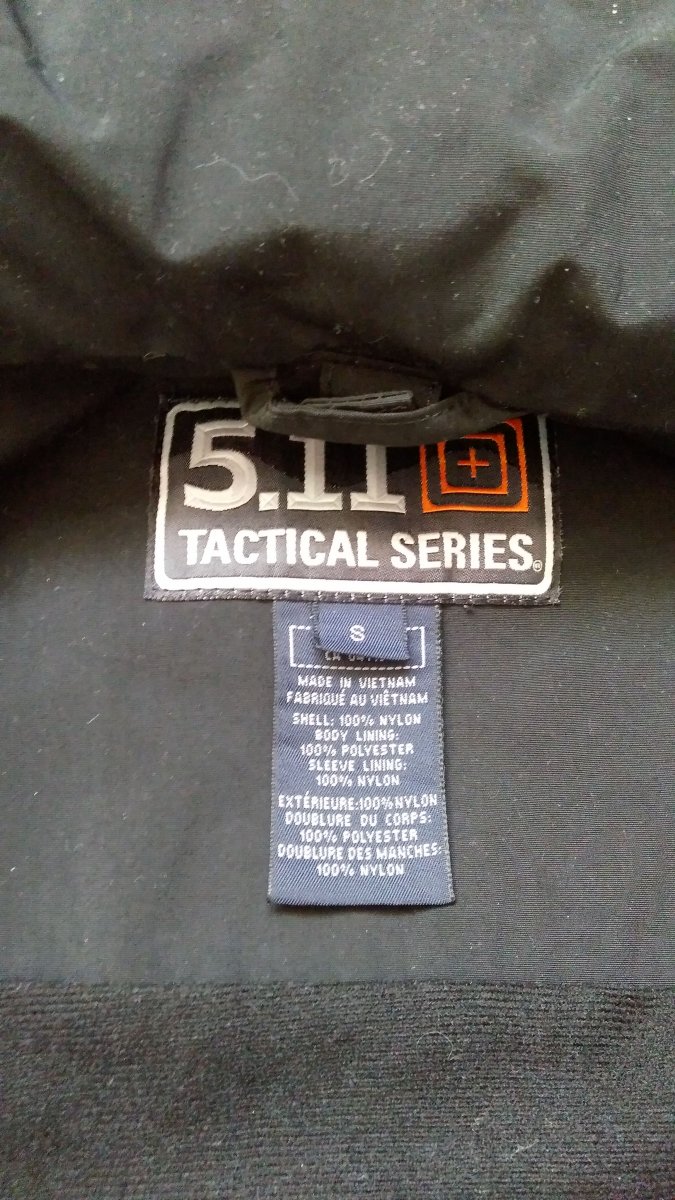 5.11
TACTICAL SERIES®
S
MADE IN VIETNAM
FABRIQUÉ AU VIÊTNAM
SHELL: 100% NYLON
BODY LINING:
100% POLYESTER
SLEEVE LINING:
100% NYLON
EXTÉRIEURE:100% NYLON
DOUBLURE DU CORPS:
100% POLYESTER
DOUBLURE DES MANCHES:
100% NYLON